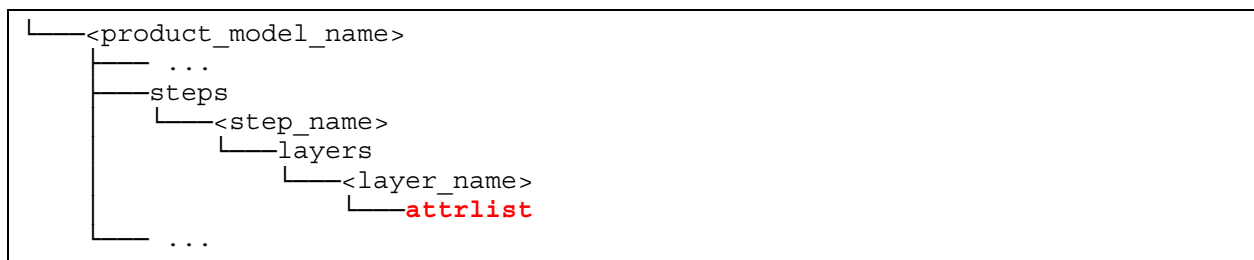 └───<product_model_name>
    ├─── ...
    ├───steps
    │   └───<step_name>
    │       └───layers
    │           └───<layer_name>
    │               └───attrlist
    └─── ...